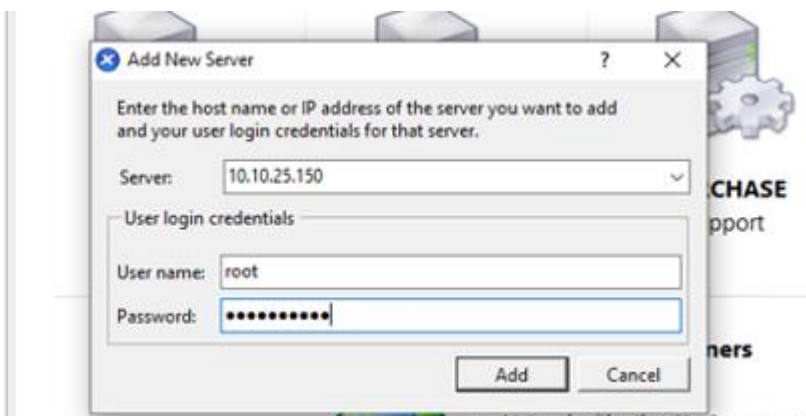 Add New Server
Enter the host name or IP address of the server you want to add
and your user login credentials for that server.
Server: 10.10.25.150
CHASE
pport
User login credentials
User name: root
Password: ●●●●●●●●●●
ners
Add Cancel